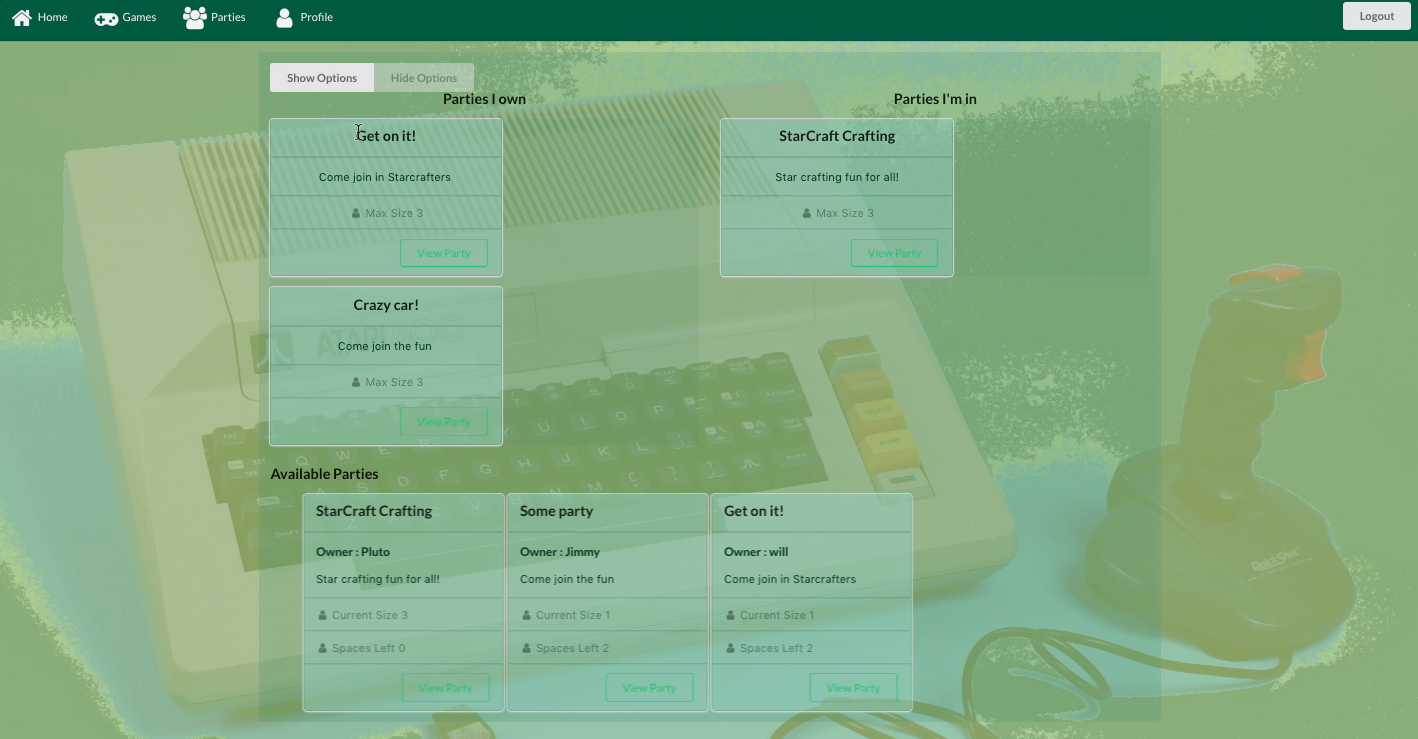 Home Games Parties Profile Logout
Show Options Hide Options
Parties I own
Get on it!
Come join in Starcrafters
Max Size 3
View Party
Crazy car!
Come join the fun
Max Size 3
View Party
Parties I'm in
StarCraft Crafting
Star crafting fun for all!
Max Size 3
View Party
Available Parties
StarCraft Crafting
Owner : Pluto
Star crafting fun for all!
Current Size 3
Spaces Left 0
View Party
Some party
Owner : Jimmy
Come join the fun
Current Size 1
Spaces Left 2
View Party
Get on it!
Owner : will
Come join in Starcrafters
Current Size 1
Spaces Left 2
View Party
ATARI
QuickShot